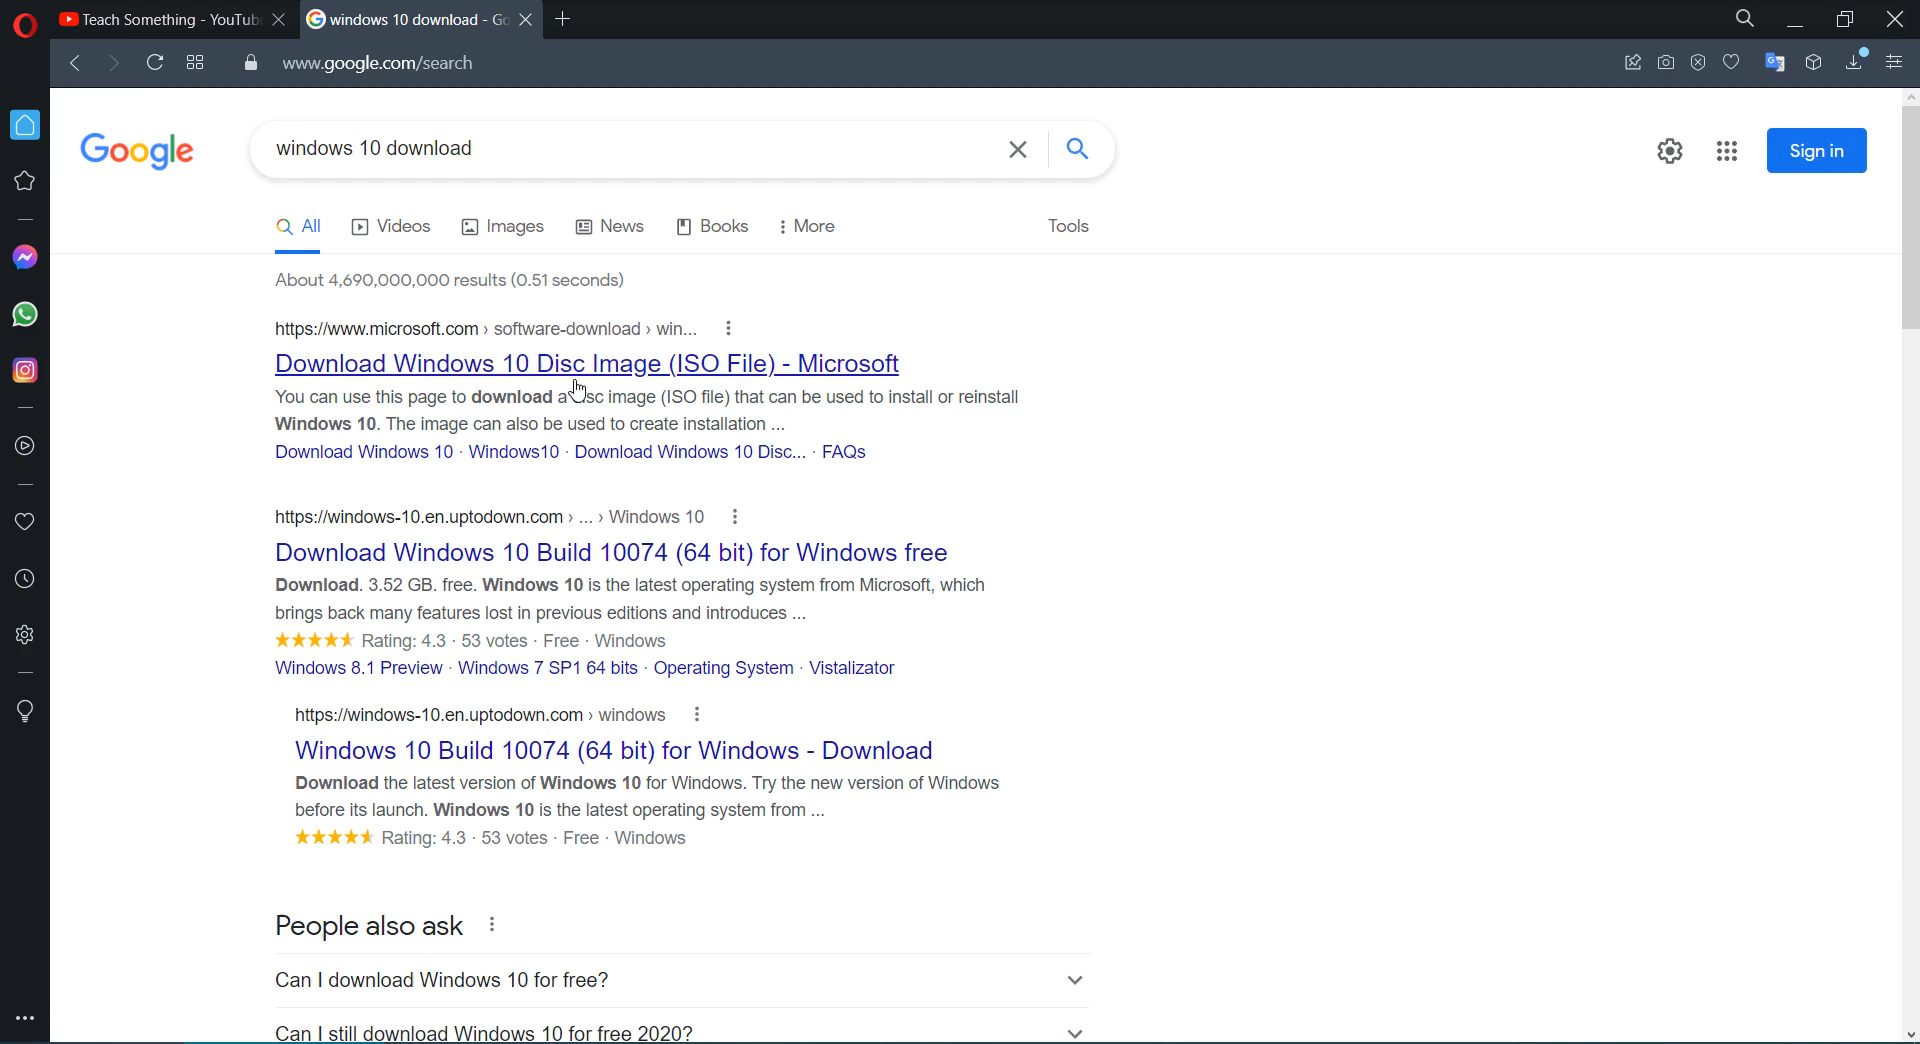 Teach Something - YouTub
windows 10 download - Go
www.google.com/search
Google
windows 10 download
Sign in
All
Videos
Images
News
Books
More
Tools
About 4,690,000,000 results (0.51 seconds)
https://www.microsoft.com › software-download › win...
Download Windows 10 Disc Image (ISO File) - Microsoft
You can use this page to download a disc image (ISO file) that can be used to install or reinstall
Windows 10. The image can also be used to create installation ...
Download Windows 10 · Windows10 · Download Windows 10 Disc... · FAQs
https://windows-10.en.uptodown.com › ... › Windows 10
Download Windows 10 Build 10074 (64 bit) for Windows free
Download. 3.52 GB. free. Windows 10 is the latest operating system from Microsoft, which
brings back many features lost in previous editions and introduces ...
Rating: 4.3 · 53 votes · Free · Windows
Windows 8.1 Preview · Windows 7 SP1 64 bits · Operating System · Vistalizator
https://windows-10.en.uptodown.com › windows
Windows 10 Build 10074 (64 bit) for Windows - Download
Download the latest version of Windows 10 for Windows. Try the new version of Windows
before its launch. Windows 10 is the latest operating system from ...
Rating: 4.3 · 53 votes · Free · Windows
People also ask
Can I download Windows 10 for free?
Can I still download Windows 10 for free 2020?